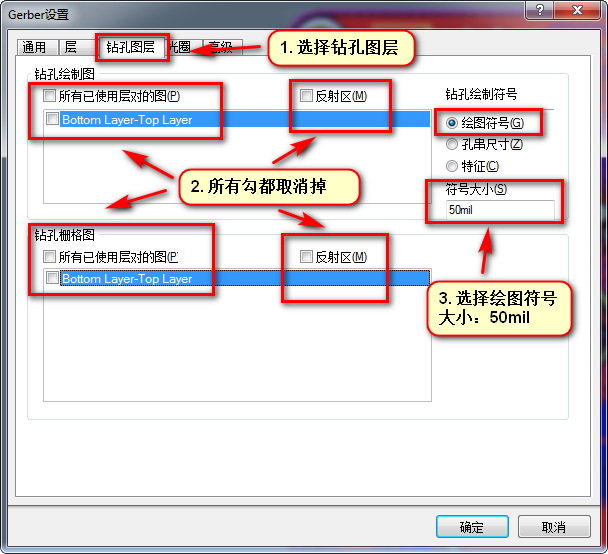 Gerber设置
通用 层 钻孔图层 光圈 高级
1. 选择钻孔图层
钻孔绘制图
所有已使用层对的图(P) 反射区(M)
Bottom Layer-Top Layer
钻孔绘制符号
绘图符号(G)
孔串尺寸(Z)
特征(C)
符号大小(S)
50mil
2. 所有勾都取消掉
钻孔栅格图
所有已使用层对的图(P 反射区(M)
Bottom Layer-Top Layer
3. 选择绘图符号
大小：50mil
确定 取消